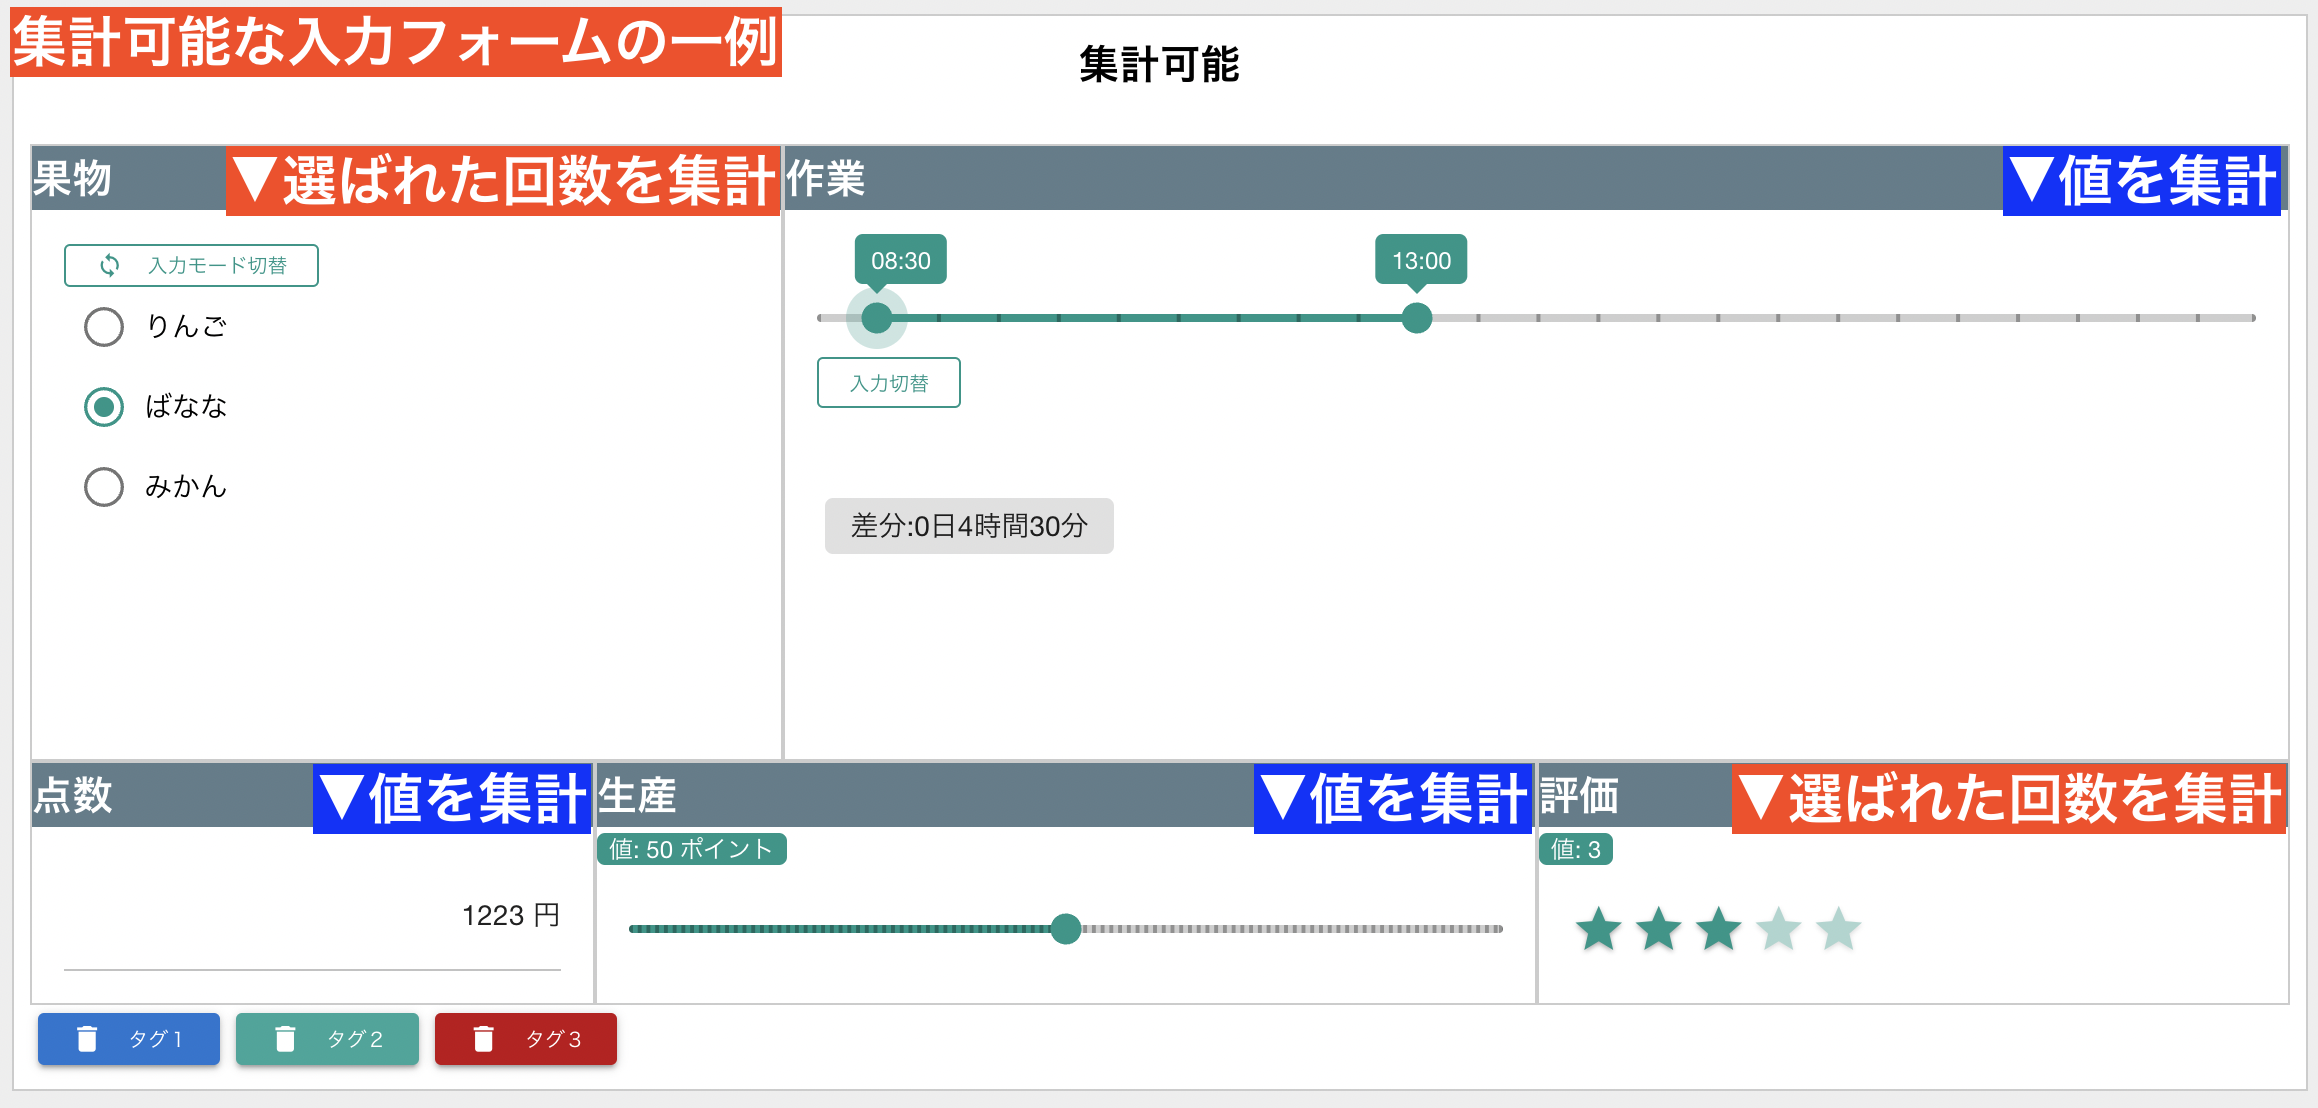 集計可能な入力フォームの一例
集計可能
果物 ▼選ばれた回数を集計
作業 ▼値を集計
入力モード切替
りんご
ばなな
みかん
08:30 13:00
入力切替
差分:0日4時間30分
点数 ▼値を集計
1223 円
生産 ▼値を集計
値: 50 ポイント
評価 ▼選ばれた回数を集計
値: 3
タグ1 タグ2 タグ3